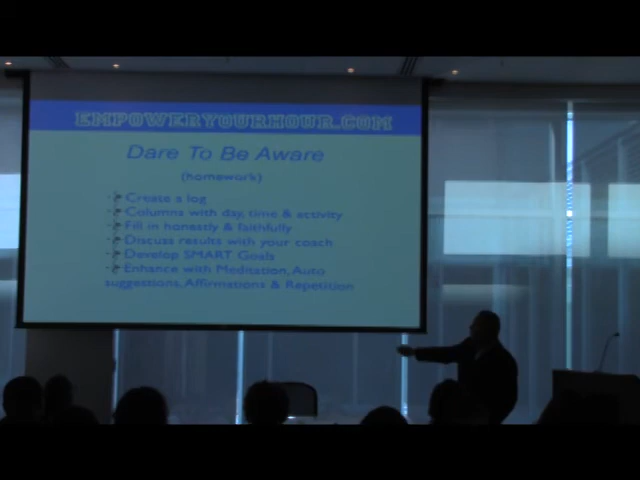 EMPOWERYOURHOUR.COM
Dare To Be Aware
(homework)
Create a log
Columns with day, time & activity
Fill in honestly & faithfully
Discuss results with your coach
Develop SMART Goals
Enhance with Meditation, Auto
suggestions, Affirmations & Repetition